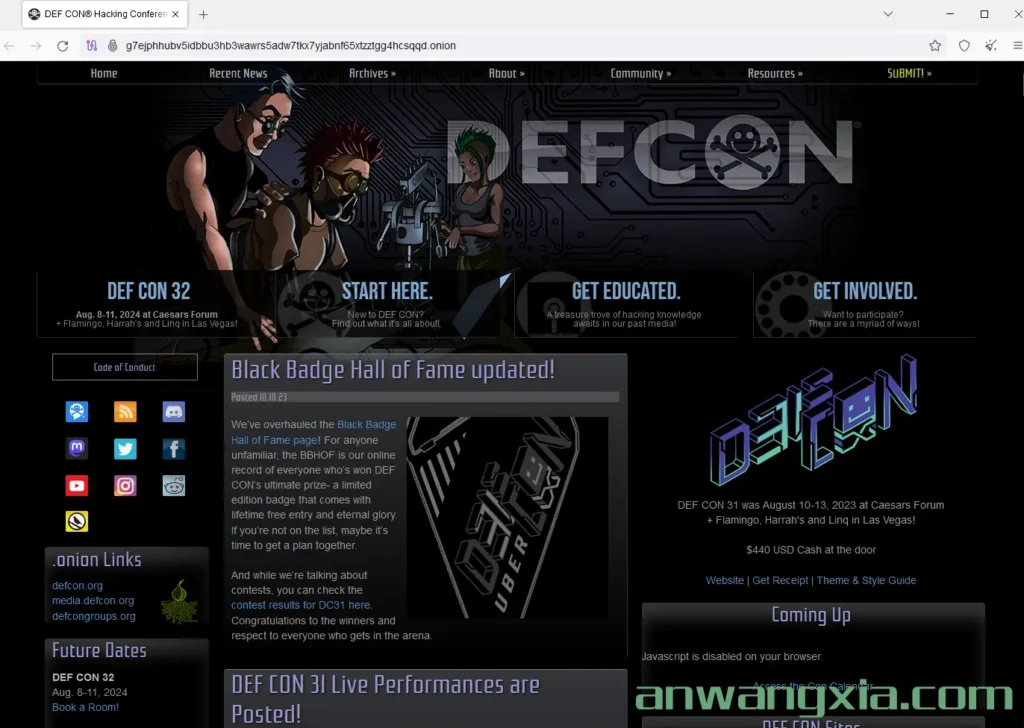 DEF CON® Hacking Conferen
g7ejphhubv5idbbu3hb3wawrs5adw7tkx7yjabnf65xtzztgg4hcsqqd.onion
Home
Recent News
Archives »
About »
Community »
Resources »
SUBMIT! »
DEFCON
DEF CON 32
Aug. 8-11, 2024 at Caesars Forum
+ Flamingo, Harrah's and Linq in Las Vegas!
START HERE.
New to DEF CON?
Find out what it's all about!
GET EDUCATED.
A treasure trove of hacking knowledge
awaits in our past media!
GET INVOLVED.
Want to participate?
There are a myriad of ways!
Code of Conduct
.onion Links
defcon.org
media.defcon.org
defcongroups.org
Future Dates
DEF CON 32
Aug. 8-11, 2024
Book a Room!
Black Badge Hall of Fame updated!
Posted 10.10.23
We've overhauled the Black Badge
Hall of Fame page! For anyone
unfamiliar, the BBHOF is our online
record of everyone who's won DEF
CON's ultimate prize- a limited
edition badge that comes with
lifetime free entry and eternal glory.
If you're not on the list, maybe it's
time to get a plan together.
And while we're talking about
contests, you can check the
contest results for DC31 here.
Congratulations to the winners and
respect to everyone who gets in the arena.
DEF CON
UBER
DEF CON 31 Live Performances are
Posted!
DEF CON
DEF CON 31 was August 10-13, 2023 at Caesars Forum
+ Flamingo, Harrah's and Linq in Las Vegas!
$440 USD Cash at the door
Website | Get Receipt | Theme & Style Guide
Coming Up
Javascript is disabled on your browser.
Access the Con Calendar
anwangxia.com
DEF CON Sites